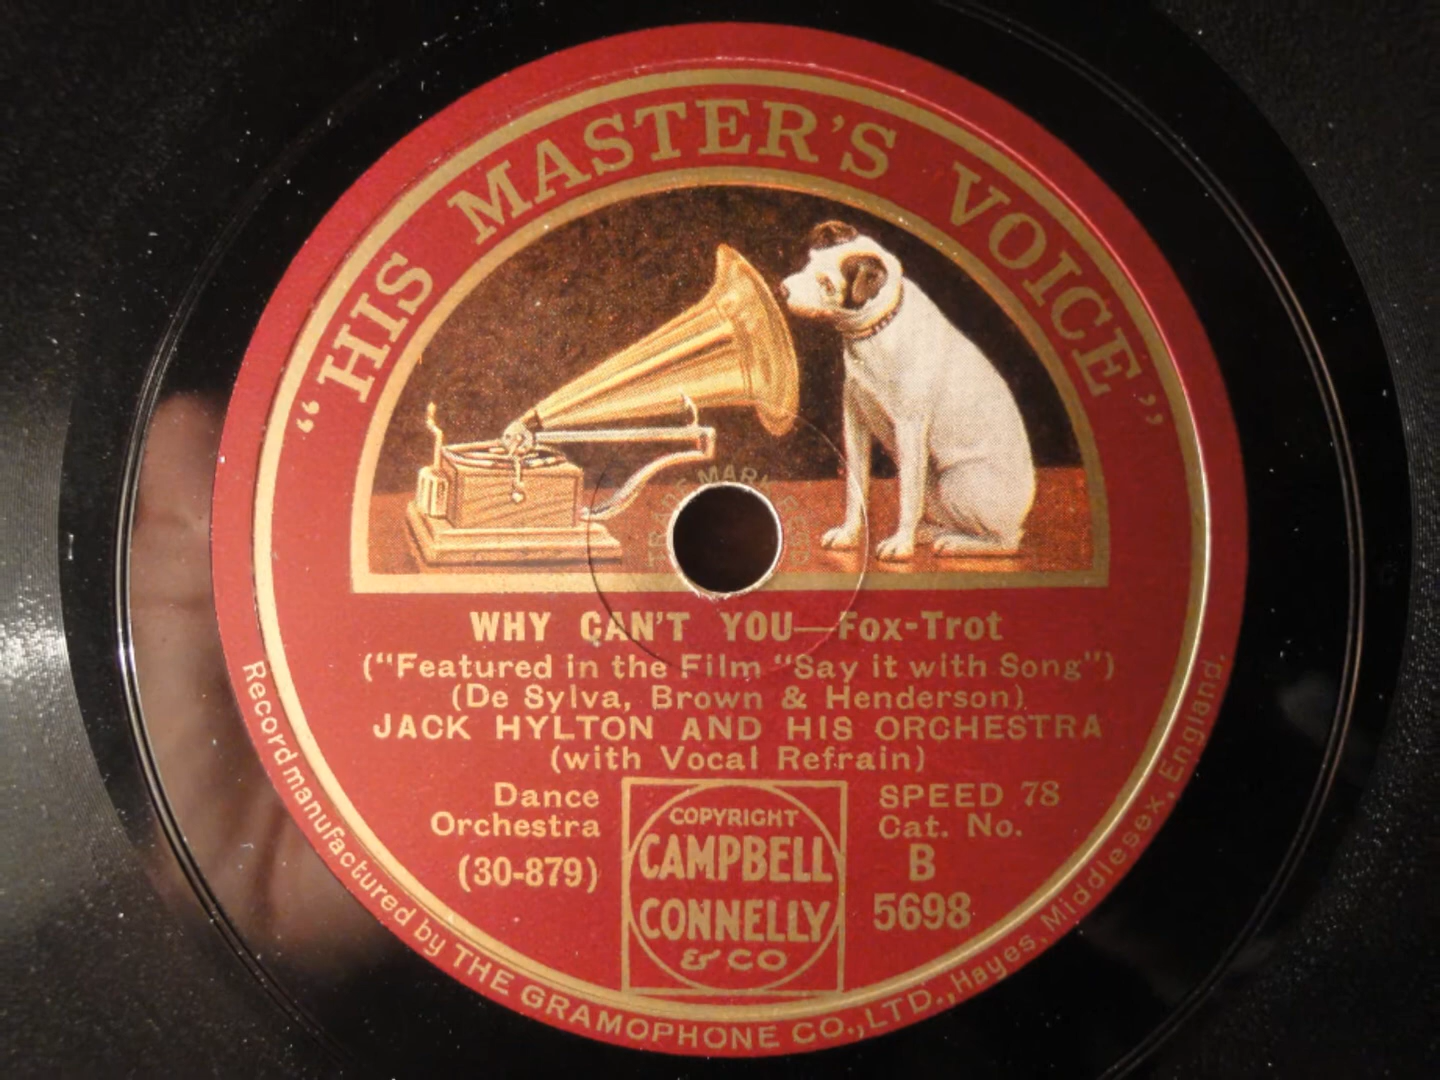 “HIS MASTER'S VOICE”
TRADE MARK
WHY CAN'T YOU—Fox-Trot
(“Featured in the Film “Say it with Song”)
(De Sylva, Brown & Henderson)
JACK HYLTON AND HIS ORCHESTRA
(with Vocal Refrain)
Dance
Orchestra
(30-879)
COPYRIGHT
CAMPBELL
CONNELLY
& CO
SPEED 78
Cat. No.
B
5698
Record manufactured by THE GRAMOPHONE CO., LTD., Hayes, Middlesex, England.